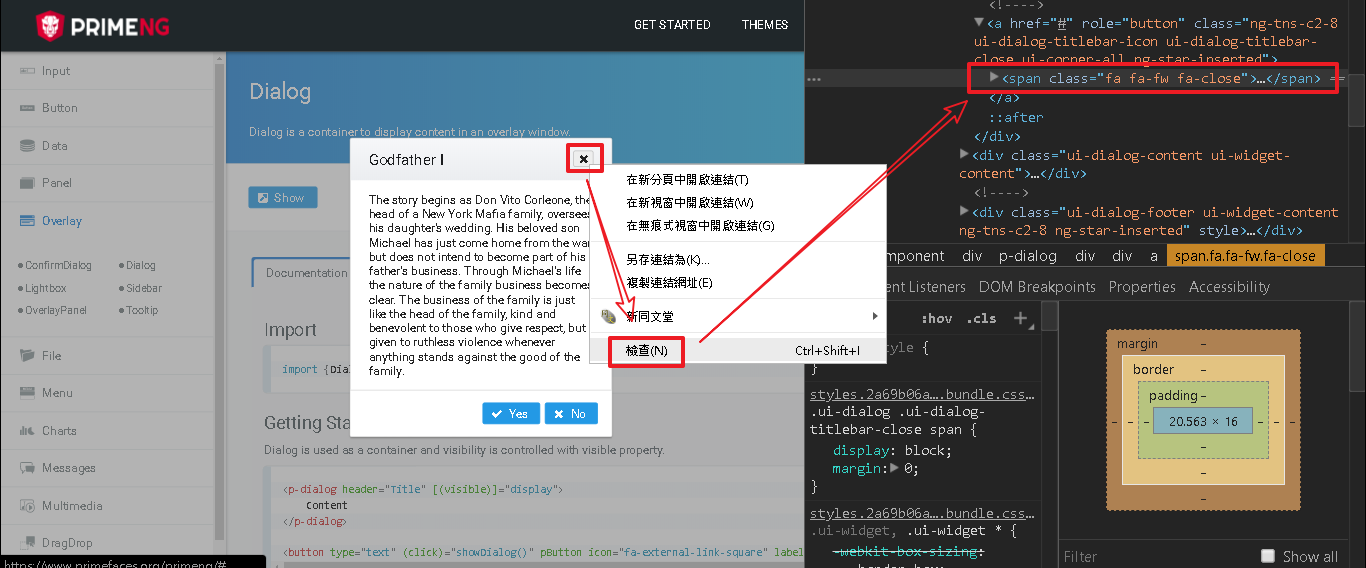 PRIMENG
GET STARTED
THEMES
Input
Button
Data
Panel
Overlay
ConfirmDialog
Dialog
Lightbox
Sidebar
OverlayPanel
Tooltip
File
Menu
Charts
Messages
Multimedia
DragDrop
https://www.primefaces.org/primeng/#
Dialog
Dialog is a container to display content in an overlay window.
Show
Documentation
Import
import {Dial
Getting Sta
Dialog is used as a container and visibility is controlled with visible property.
<p-dialog header="Title" [(visible)]="display">
Content
</p-dialog>
<button type="text" (click)="showDialog()" pButton icon="fa-external-link-square" label
Godfather I
The story begins as Don Vito Corleone, the
head of a New York Mafia family, oversees
his daughter's wedding. His beloved son
Michael has just come home from the war
but does not intend to become part of his
father's business. Through Michael's life
the nature of the family business becomes
clear. The business of the family is just
like the head of the family, kind and
benevolent to those who give respect, but
given to ruthless violence whenever
anything stands against the good of the
family.
Yes
No
在新分頁中開啟連結(T)
在新視窗中開啟連結(W)
在無痕式視窗中開啟連結(G)
另存連結為(K)...
複製連結網址(E)
新同文堂
檢查(N) Ctrl+Shift+I
<!---->
<a href="#" role="button" class="ng-tns-c2-8
ui-dialog-titlebar-icon ui-dialog-titlebar-
close ui-corner-all ng-star-inserted">
… <span class="fa fa-fw fa-close">…</span> ==
</a>
::after
</div>
<div class="ui-dialog-content ui-widget-
content">…</div>
<!---->
<div class="ui-dialog-footer ui-widget-content
ng-tns-c2-8 ng-star-inserted" style>…</div>
mponent div p-dialog div div a span.fa.fa-fw.fa-close
ent Listeners DOM Breakpoints Properties Accessibility
:hov .cls +
style {
}
styles.2a69b06a….bundle.css…
.ui-dialog .ui-dialog-
titlebar-close span {
display: block;
margin: 0;
}
styles.2a69b06a….bundle.css…
.ui-widget, .ui-widget * {
-webkit-box-sizing:
border-box;
margin –
border –
padding –
– – – 20.563 × 16 – – –
–
–
–
Filter
Show all